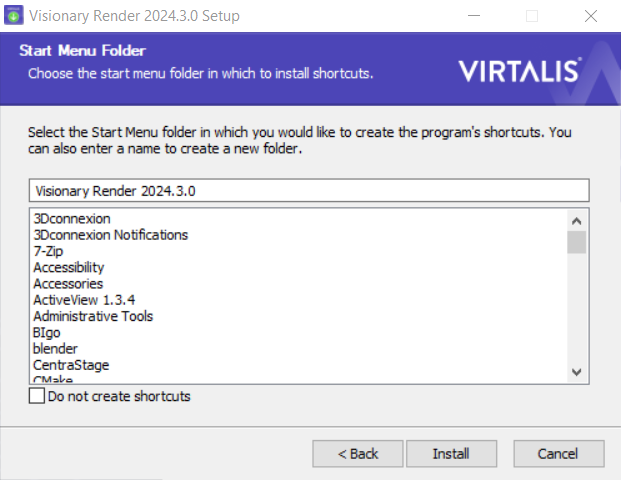 Visionary Render 2024.3.0 Setup
Start Menu Folder
Choose the start menu folder in which to install shortcuts.
VIRTALIS
Select the Start Menu folder in which you would like to create the program's shortcuts. You
can also enter a name to create a new folder.
Visionary Render 2024.3.0
3Dconnexion
3Dconnexion Notifications
7-Zip
Accessibility
Accessories
ActiveView 1.3.4
Administrative Tools
BIgo
blender
CentraStage
CMake
Do not create shortcuts
< Back
Install
Cancel